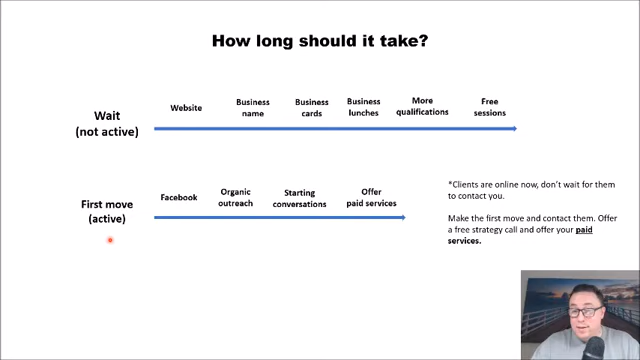 How long should it take?
Wait
(not active)
Website
Business
name
Business
cards
Business
lunches
More
qualifications
Free
sessions
First move
(active)
Facebook
Organic
outreach
Starting
conversations
Offer
paid services
*Clients are online now, don't wait for them
to contact you.
Make the first move and contact them. Offer
a free strategy call and offer your paid
services.